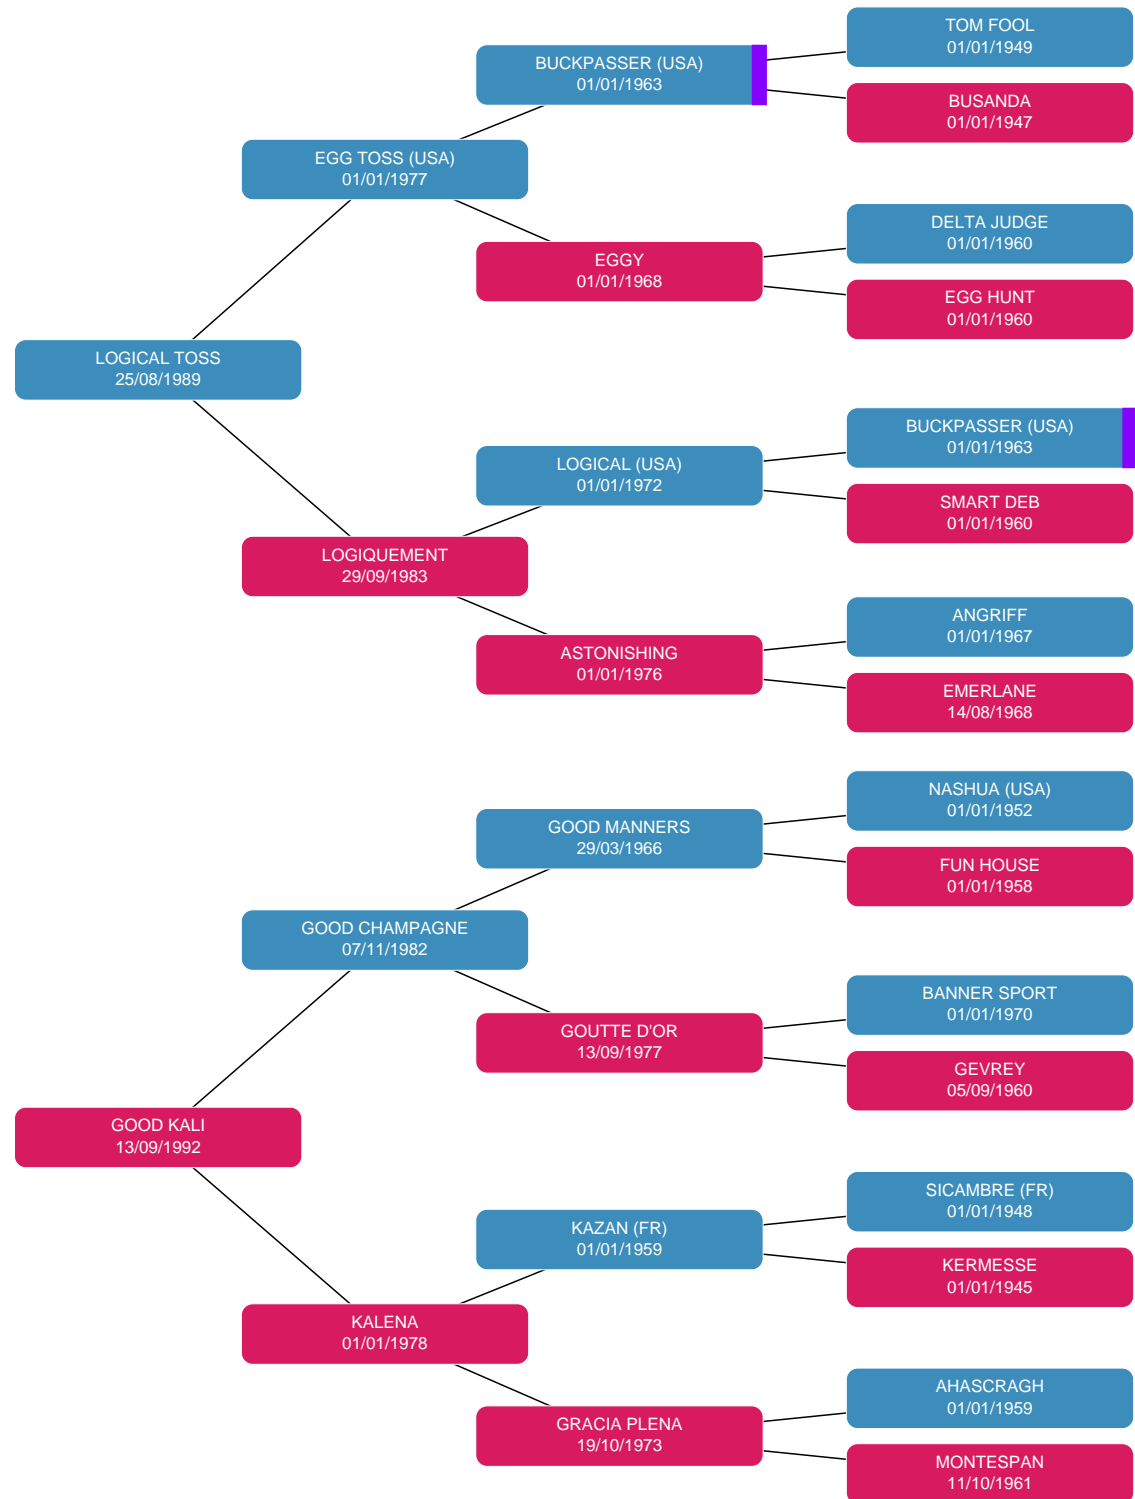 TOM FOOL
01/01/1949
BUCKPASSER (USA)
01/01/1963
BUSANDA
01/01/1947
EGG TOSS (USA)
01/01/1977
DELTA JUDGE
01/01/1960
EGGY
01/01/1968
EGG HUNT
01/01/1960
LOGICAL TOSS
25/08/1989
BUCKPASSER (USA)
01/01/1963
LOGICAL (USA)
01/01/1972
SMART DEB
01/01/1960
LOGIQUEMENT
29/09/1983
ANGRIFF
01/01/1967
ASTONISHING
01/01/1976
EMERLANE
14/08/1968
NASHUA (USA)
01/01/1952
GOOD MANNERS
29/03/1966
FUN HOUSE
01/01/1958
GOOD CHAMPAGNE
07/11/1982
BANNER SPORT
01/01/1970
GOUTTE D'OR
13/09/1977
GEVREY
05/09/1960
GOOD KALI
13/09/1992
SICAMBRE (FR)
01/01/1948
KAZAN (FR)
01/01/1959
KERMESSE
01/01/1945
KALENA
01/01/1978
AHASCRAGH
01/01/1959
GRACIA PLENA
19/10/1973
MONTESPAN
11/10/1961